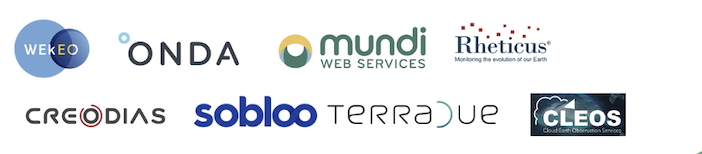 WEkEO
ONDA
mundi
WEB SERVICES
Rheticus®
Monitoring the evolution of our Earth
CREODIAS
sobloo
TERRADUE
CLEOS
Cloud Earth Observation Services